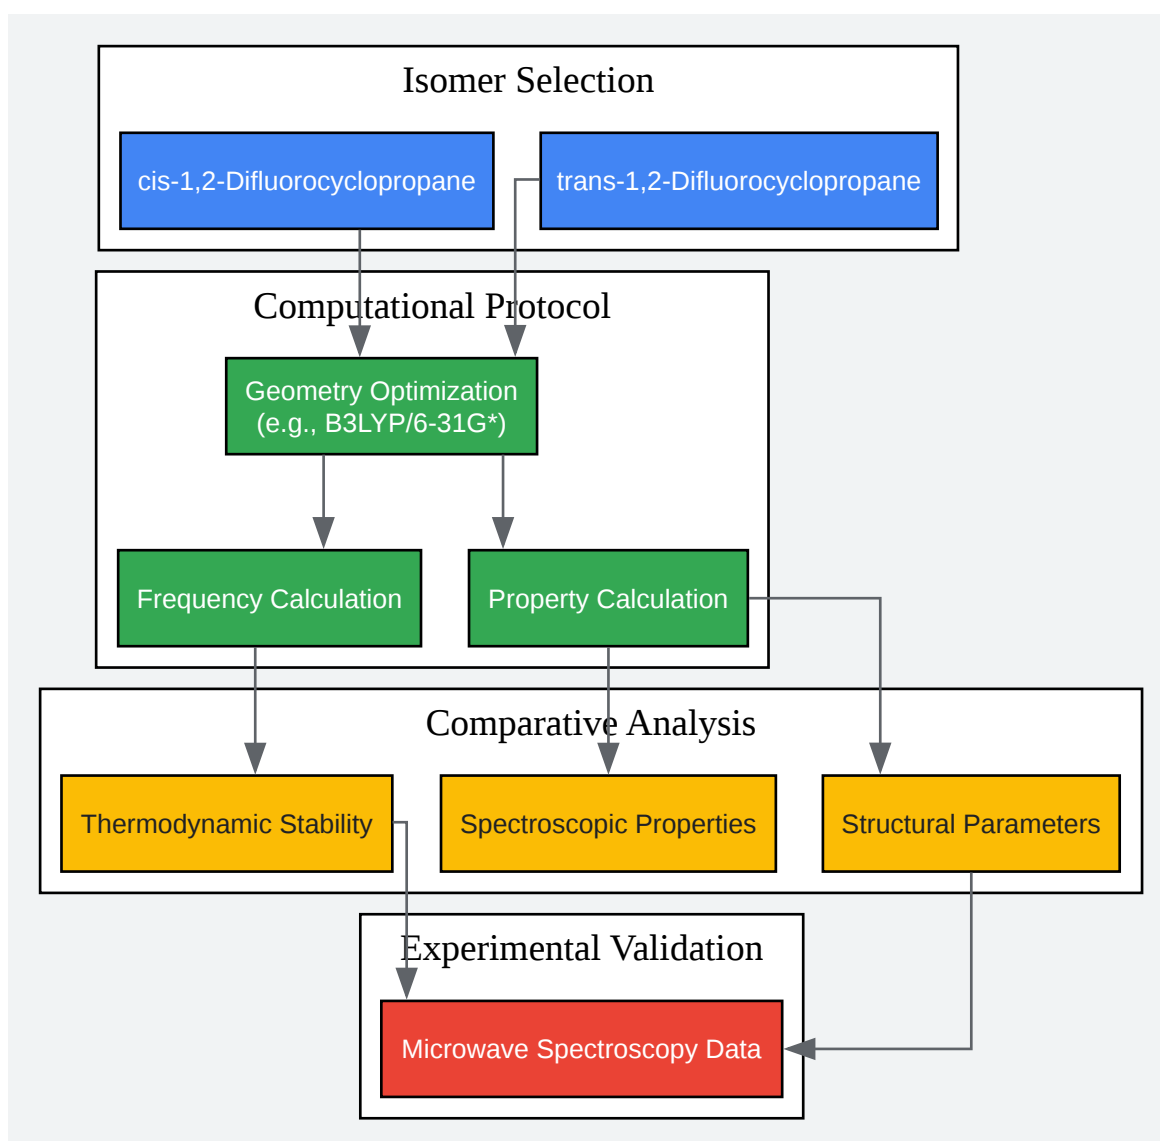 Isomer Selection
cis-1,2-Difluorocyclopropane
trans-1,2-Difluorocyclopropane
Computational Protocol
Geometry Optimization
(e.g., B3LYP/6-31G*)
Frequency Calculation
Property Calculation
Comparative Analysis
Thermodynamic Stability
Spectroscopic Properties
Structural Parameters
Experimental Validation
Microwave Spectroscopy Data